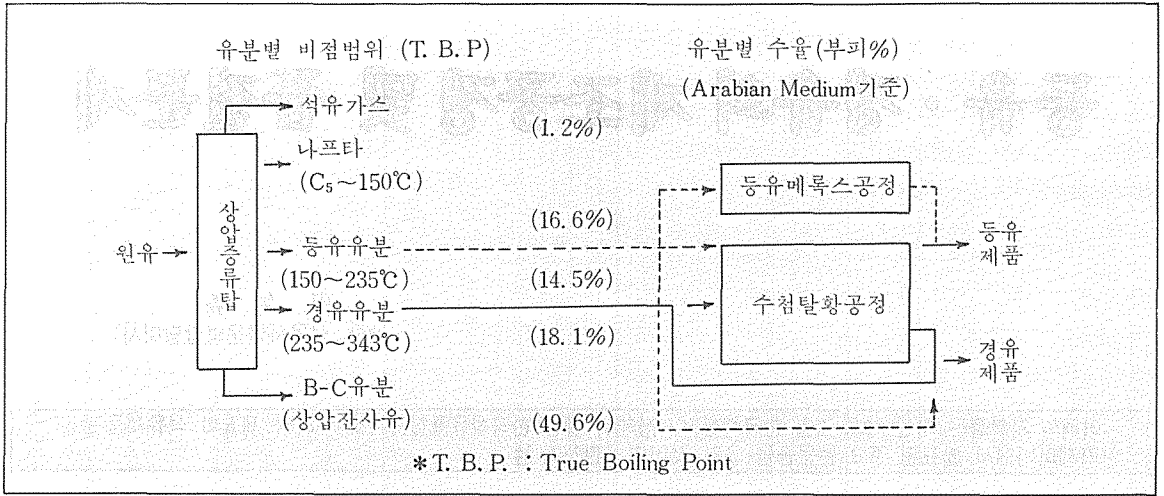 유분별 비점범위 (T. B. P)
유분별 수율(부피%)
(Arabian Medium기준)
석유가스
(1.2%)
나프타
(C₅~150℃)
등유메록스공정
상압증류탑
(16.6%)
원유
등유유분
(150~235℃)
(14.5%)
등유
제품
경유유분
(235~343℃)
(18.1%)
수첨탈황공정
경유
제품
B-C유분
(상압잔사유)
(49.6%)
*T. B. P. : True Boiling Point